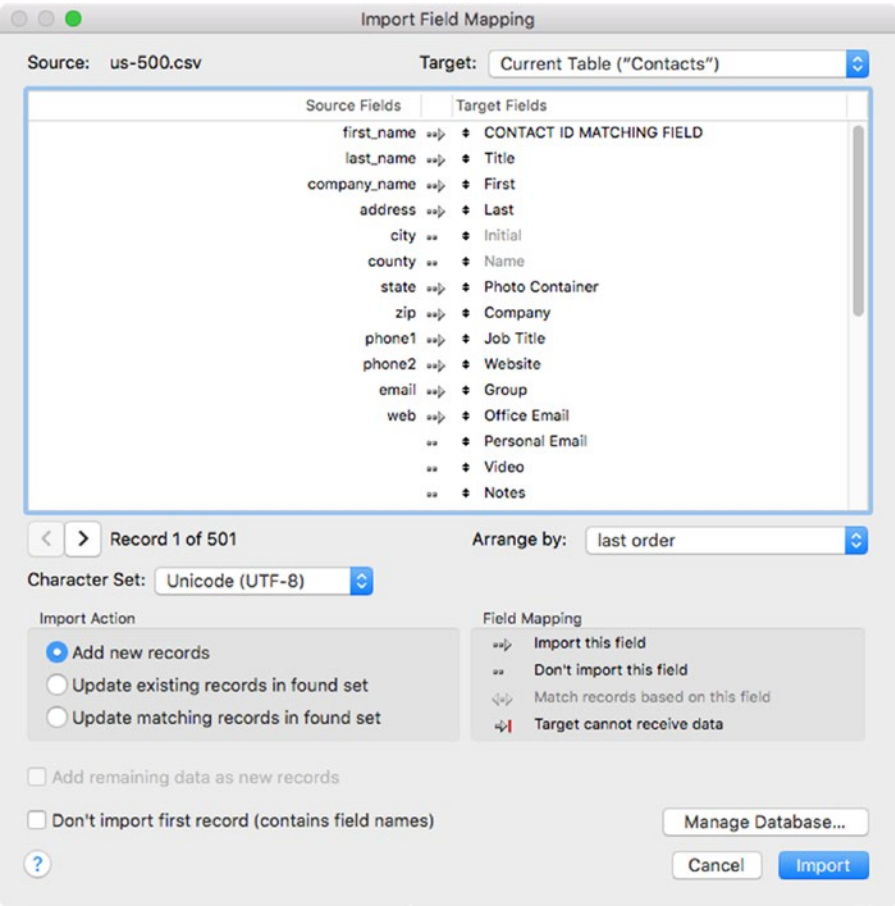 Import Field Mapping
Source: us-500.csv Target: Current Table ("Contacts")
Source Fields Target Fields
first_name CONTACT ID MATCHING FIELD
last_name Title
company_name First
address Last
city Initial
county Name
state Photo Container
zip Company
phone1 Job Title
phone2 Website
email Group
web Office Email
Personal Email
Video
Notes
< > Record 1 of 501 Arrange by: last order
Character Set: Unicode (UTF-8)
Import Action Field Mapping
Add new records Import this field
Update existing records in found set Don't import this field
Update matching records in found set Match records based on this field
Target cannot receive data
Add remaining data as new records
Don't import first record (contains field names) Manage Database...
? Cancel Import